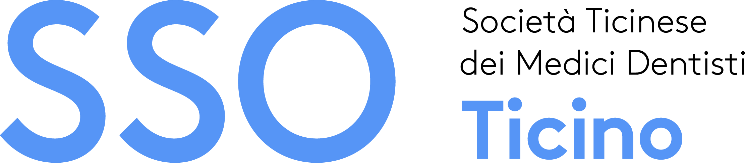 SSO
Società Ticinese
dei Medici Dentisti
Ticino